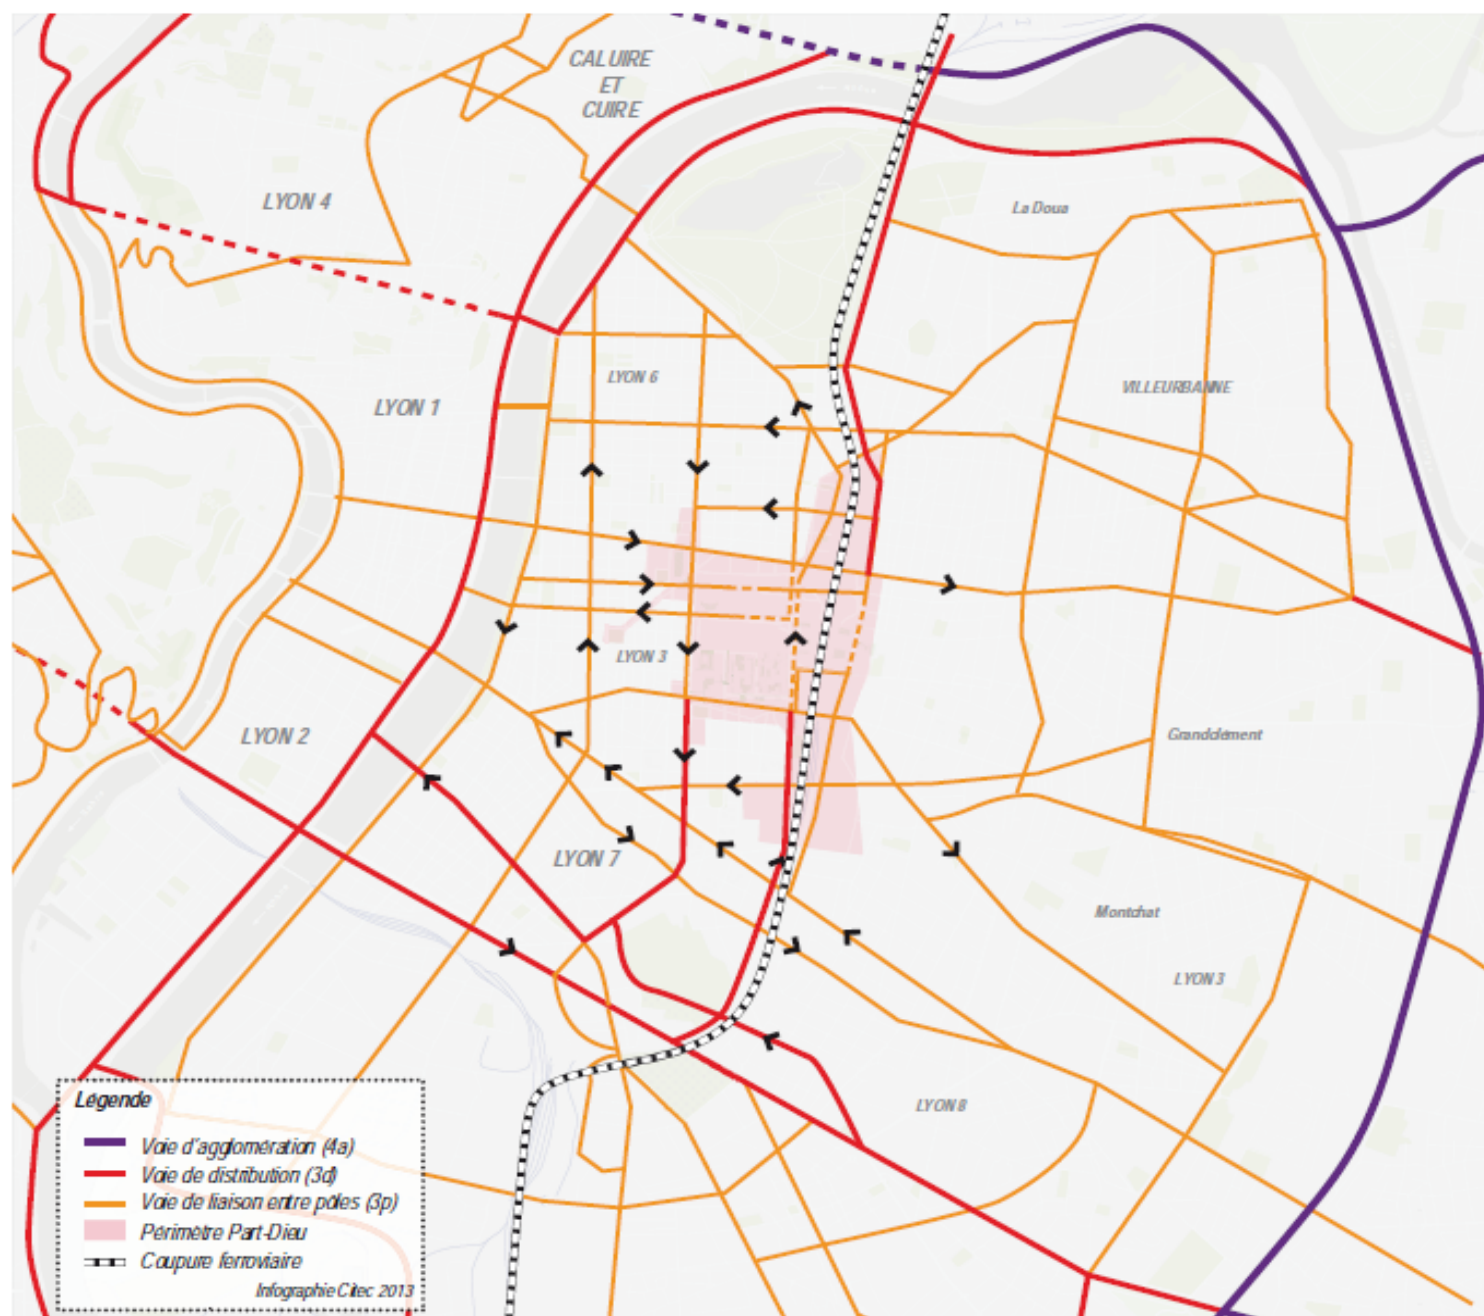 CALUIRE
ET
CUIRE
LYON 4
La Doua
LYON 6
VILLEURBANNE
LYON 1
LYON 3
LYON 2
Grandclément
LYON 7
Montchat
LYON 3
LYON 8
Légende
Voie d'agglomération (4a)
Voie de distribution (3d)
Voie de liaison entre pôles (3p)
Périmètre Part-Dieu
Coupure ferroviaire
Infographie Citec 2013